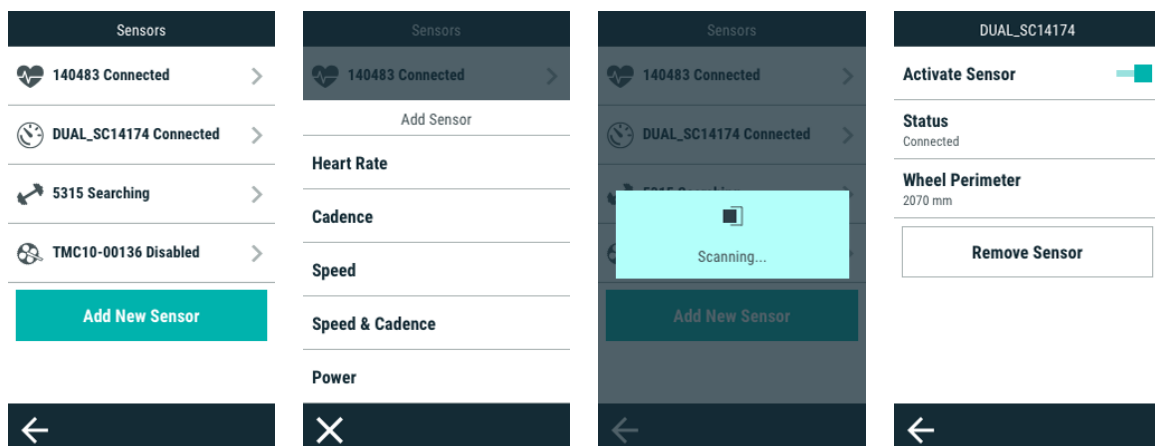 Sensors
140483 Connected
DUAL_SC14174 Connected
5315 Searching
TMC10-00136 Disabled
Add New Sensor
Sensors
140483 Connected
Add Sensor
Heart Rate
Cadence
Speed
Speed & Cadence
Power
Sensors
140483 Connected
DUAL_SC14174 Connected
Scanning...
Add New Sensor
DUAL_SC14174
Activate Sensor
Status
Connected
Wheel Perimeter
2070 mm
Remove Sensor